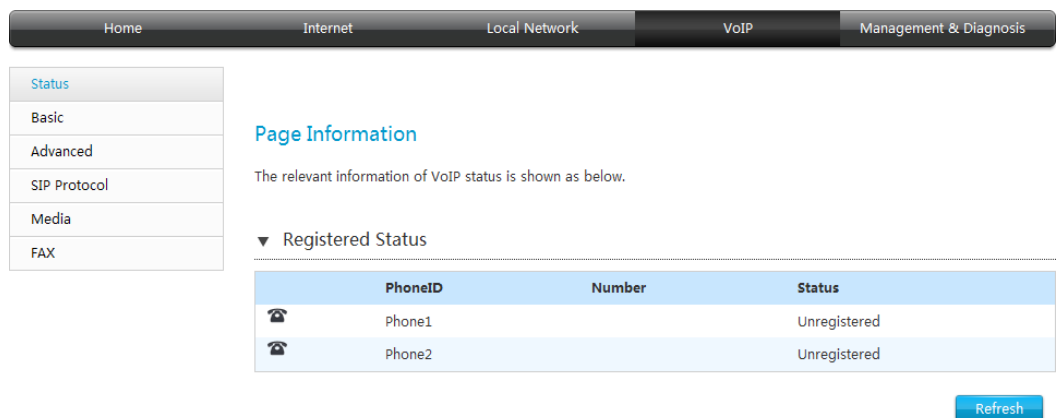 Home Internet Local Network VoIP Management & Diagnosis
Status
Basic
Advanced
SIP Protocol
Media
FAX
Page Information
The relevant information of VoIP status is shown as below.
Registered Status
PhoneID Number Status
Phone1 Unregistered
Phone2 Unregistered
Refresh